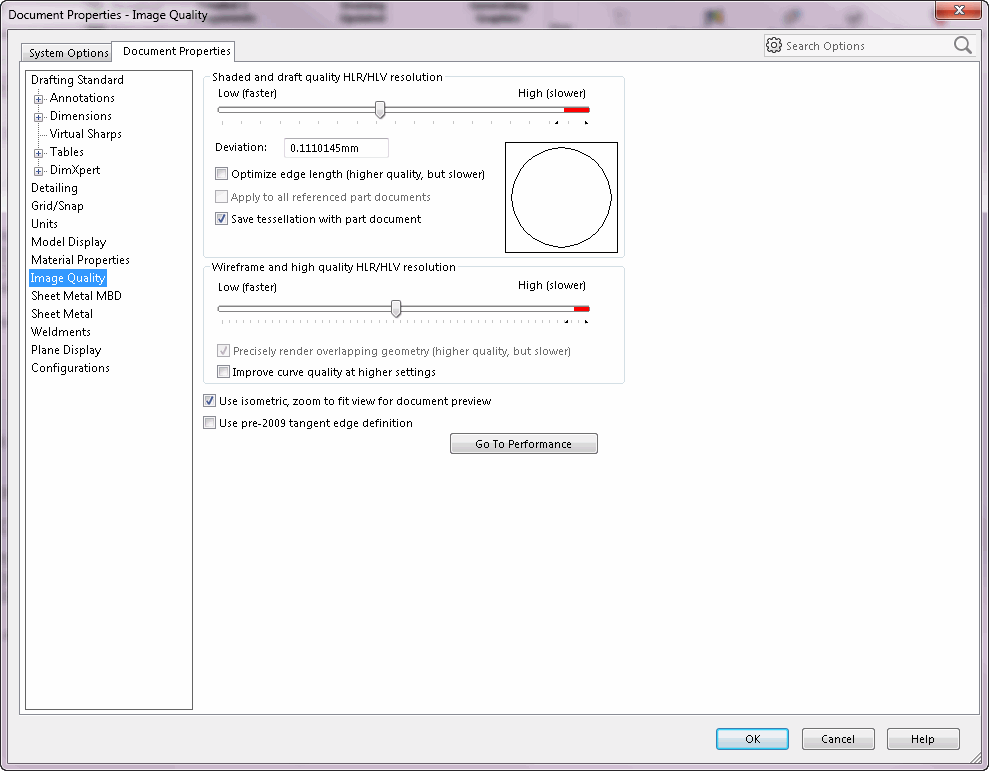 Document Properties - Image Quality
System Options
Document Properties
Search Options
Drafting Standard
Annotations
Dimensions
Virtual Sharps
Tables
DimXpert
Detailing
Grid/Snap
Units
Model Display
Material Properties
Image Quality
Sheet Metal MBD
Sheet Metal
Weldments
Plane Display
Configurations
Shaded and draft quality HLR/HLV resolution
Low (faster)
High (slower)
Deviation:
0.1110145mm
Optimize edge length (higher quality, but slower)
Apply to all referenced part documents
Save tessellation with part document
Wireframe and high quality HLR/HLV resolution
Low (faster)
High (slower)
Precisely render overlapping geometry (higher quality, but slower)
Improve curve quality at higher settings
Use isometric, zoom to fit view for document preview
Use pre-2009 tangent edge definition
Go To Performance
OK
Cancel
Help